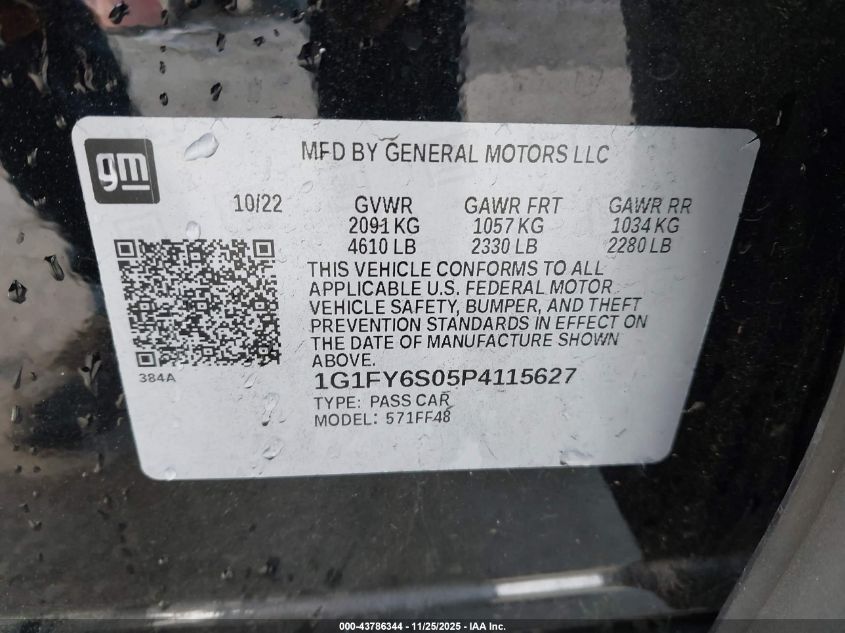 gm
MFD BY GENERAL MOTORS LLC
10/22 GVWR GAWR FRT GAWR RR
2091 KG 1057 KG 1034 KG
4610 LB 2330 LB 2280 LB
THIS VEHICLE CONFORMS TO ALL
APPLICABLE U.S. FEDERAL MOTOR
VEHICLE SAFETY, BUMPER, AND THEFT
PREVENTION STANDARDS IN EFFECT ON
THE DATE OF MANUFACTURE SHOWN
ABOVE.
384A
1G1FY6S05P4115627
TYPE: PASS CAR
MODEL: 571FF48
000-43786344 - 11/25/2025 - IAA Inc.